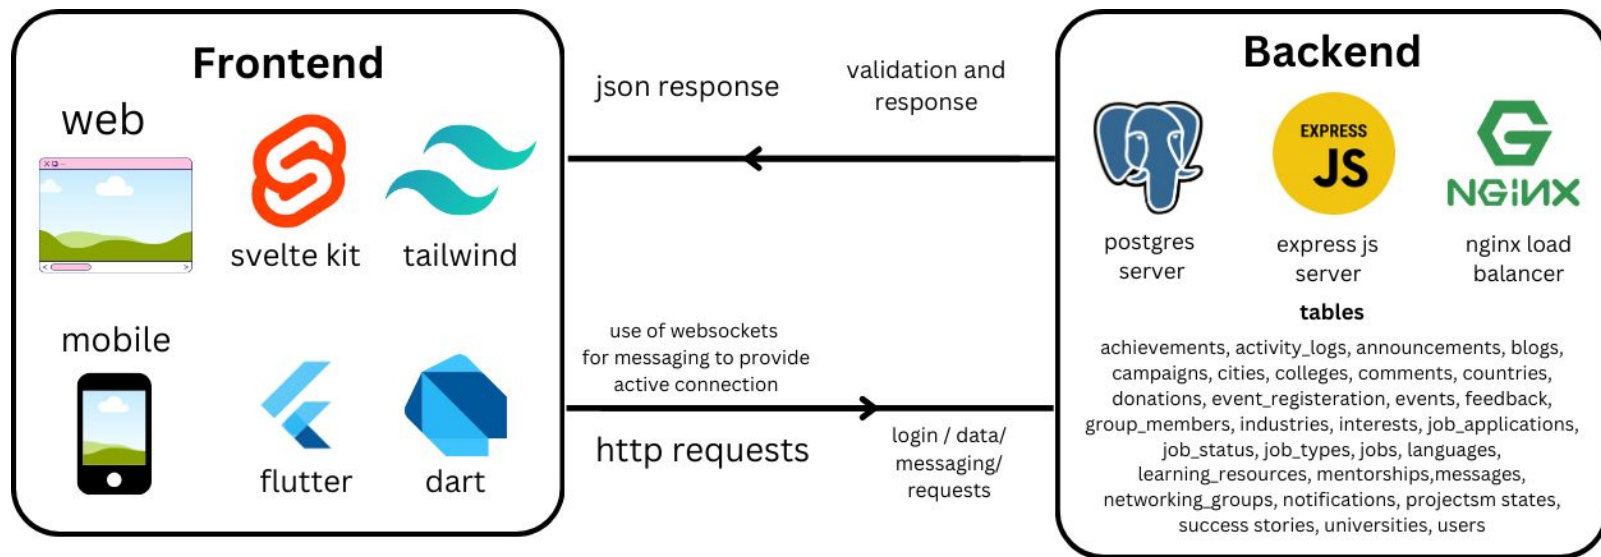 Frontend
web
svelte kit
tailwind
mobile
flutter
dart
json response
validation and
response
use of websockets
for messaging to provide
active connection
http requests
login / data/
messaging/
requests
Backend
EXPRESS
JS
NGiNX
postgres
server
express js
server
nginx load
balancer
tables
achievements, activity_logs, announcements, blogs,
campaigns, cities, colleges, comments, countries,
donations, event_registeration, events, feedback,
group_members, industries, interests, job_applications,
job_status, job_types, jobs, languages,
learning_resources, mentorships,messages,
networking_groups, notifications, projectsm states,
success stories, universities, users